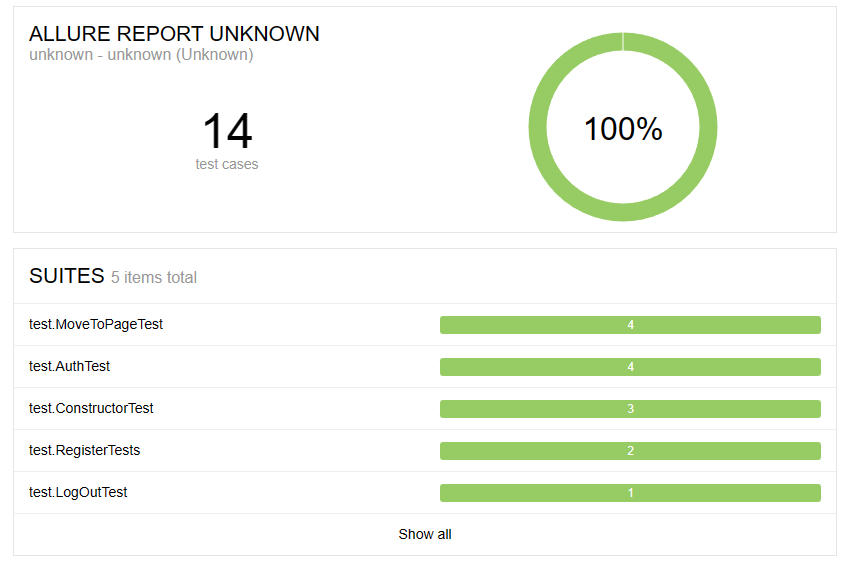 ALLURE REPORT UNKNOWN
unknown - unknown (Unknown)
14
test cases
100%
SUITES 5 items total
test.MoveToPageTest 4
test.AuthTest 4
test.ConstructorTest 3
test.RegisterTests 2
test.LogOutTest 1
Show all